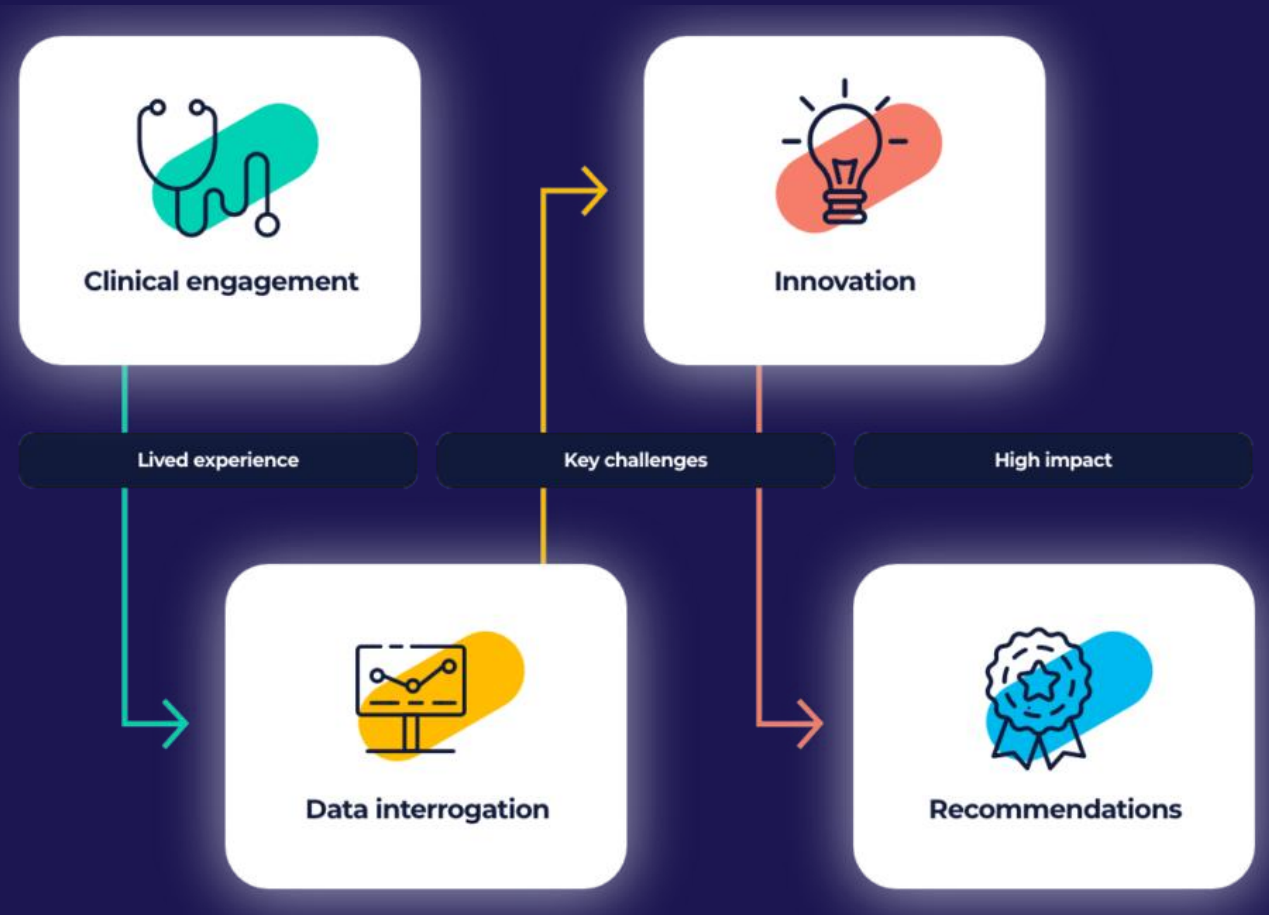 Clinical engagement
Innovation
Lived experience
Key challenges
High impact
Data interrogation
Recommendations